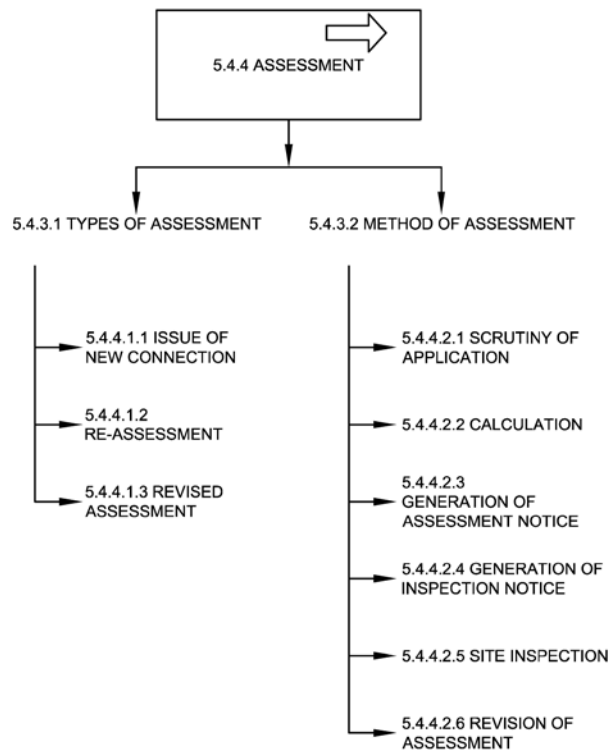 5.4.4 ASSESSMENT
5.4.3.1 TYPES OF ASSESSMENT
5.4.4.1.1 ISSUE OF
NEW CONNECTION
5.4.4.1.2
RE-ASSESSMENT
5.4.4.1.3 REVISED
ASSESSMENT
5.4.3.2 METHOD OF ASSESSMENT
5.4.4.2.1 SCRUTINY OF
APPLICATION
5.4.4.2.2 CALCULATION
5.4.4.2.3
GENERATION OF
ASSESSMENT NOTICE
5.4.4.2.4 GENERATION OF
INSPECTION NOTICE
5.4.4.2.5 SITE INSPECTION
5.4.4.2.6 REVISION OF
ASSESSMENT